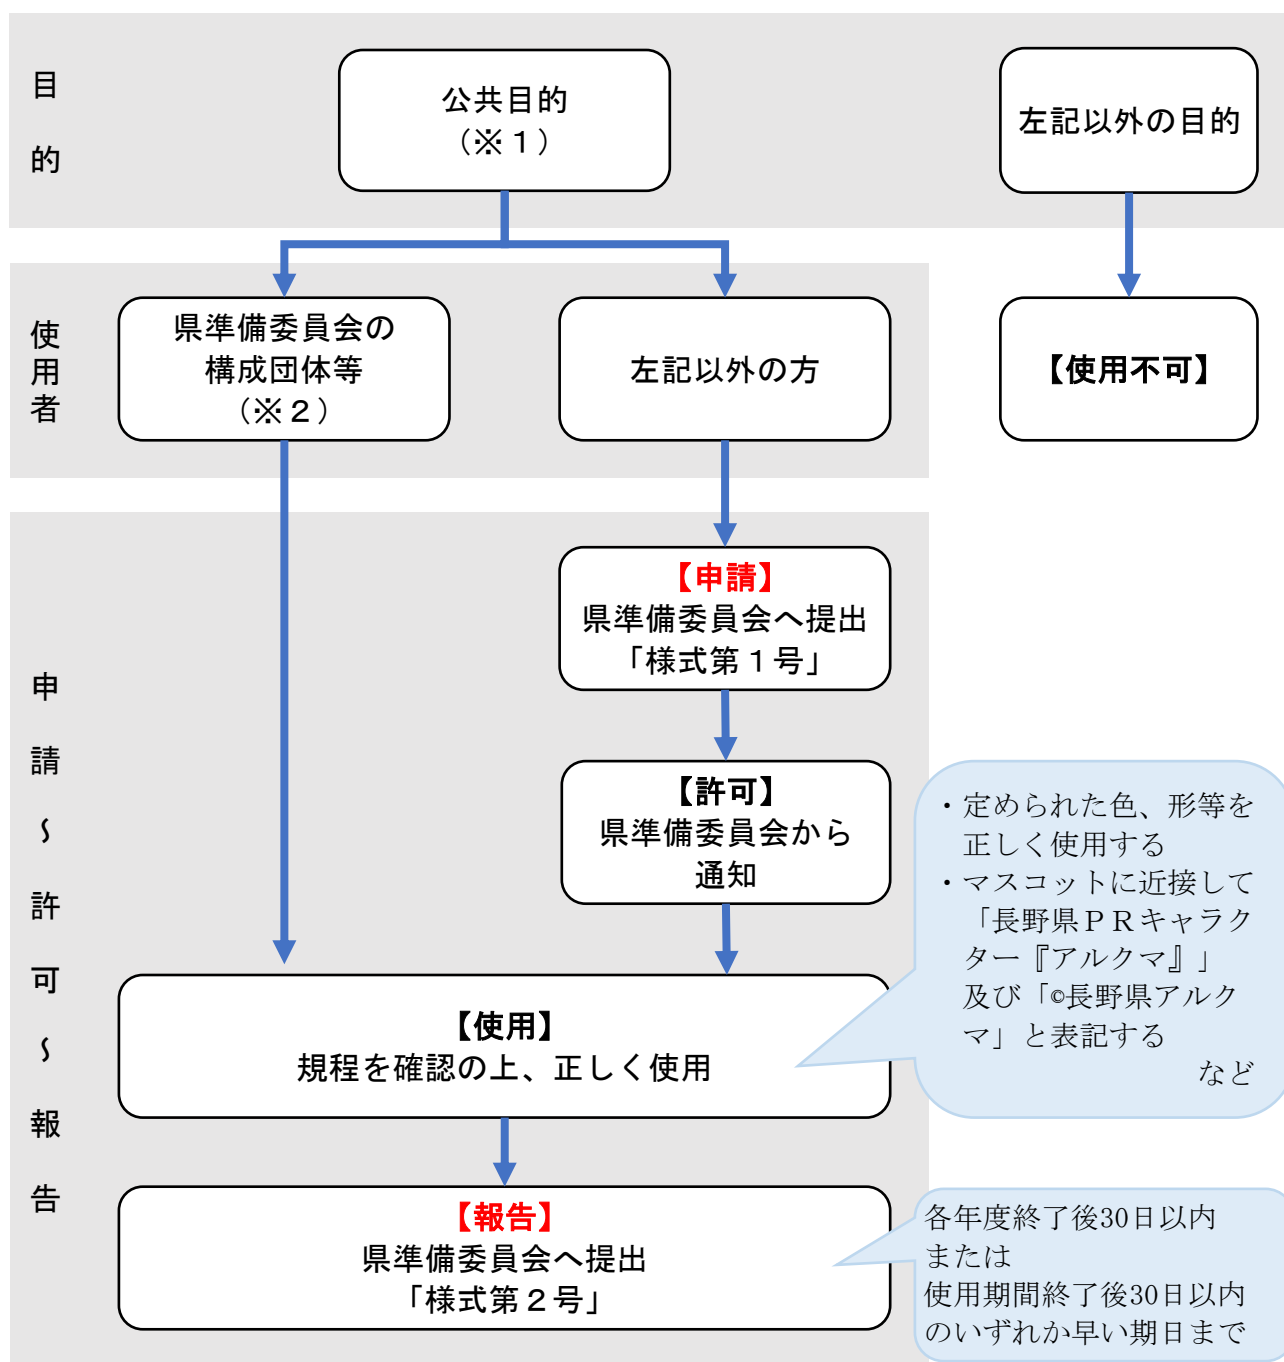 目的
公共目的
（※１）
左記以外の目的
使用者
県準備委員会の
構成団体等
（※２）
左記以外の方
【使用不可】
申請～許可～報告
【申請】
県準備委員会へ提出
「様式第１号」
【許可】
県準備委員会から
通知
・定められた色、形等を
正しく使用する
・マスコットに近接して
「長野県ＰＲキャラク
ター『アルクマ』」
及び「©長野県アルク
マ」と表記する
など
【使用】
規程を確認の上、正しく使用
【報告】
県準備委員会へ提出
「様式第２号」
各年度終了後30日以内
または
使用期間終了後30日以内
のいずれか早い期日まで